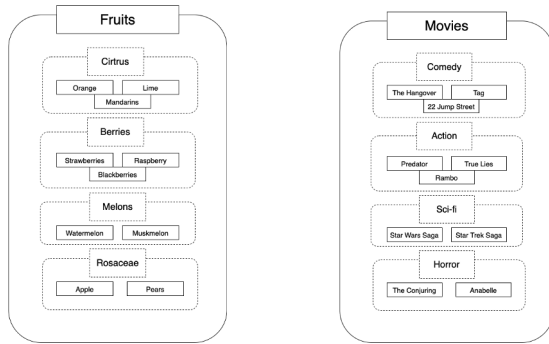 Fruits
Cirtrus
Orange
Lime
Mandarins
Berries
Strawberries
Raspberry
Blackberries
Melons
Watermelon
Muskmelon
Rosaceae
Apple
Pears
Movies
Comedy
The Hangover
Tag
22 Jump Street
Action
Predator
True Lies
Rambo
Sci-fi
Star Wars Saga
Star Trek Saga
Horror
The Conjuring
Anabelle